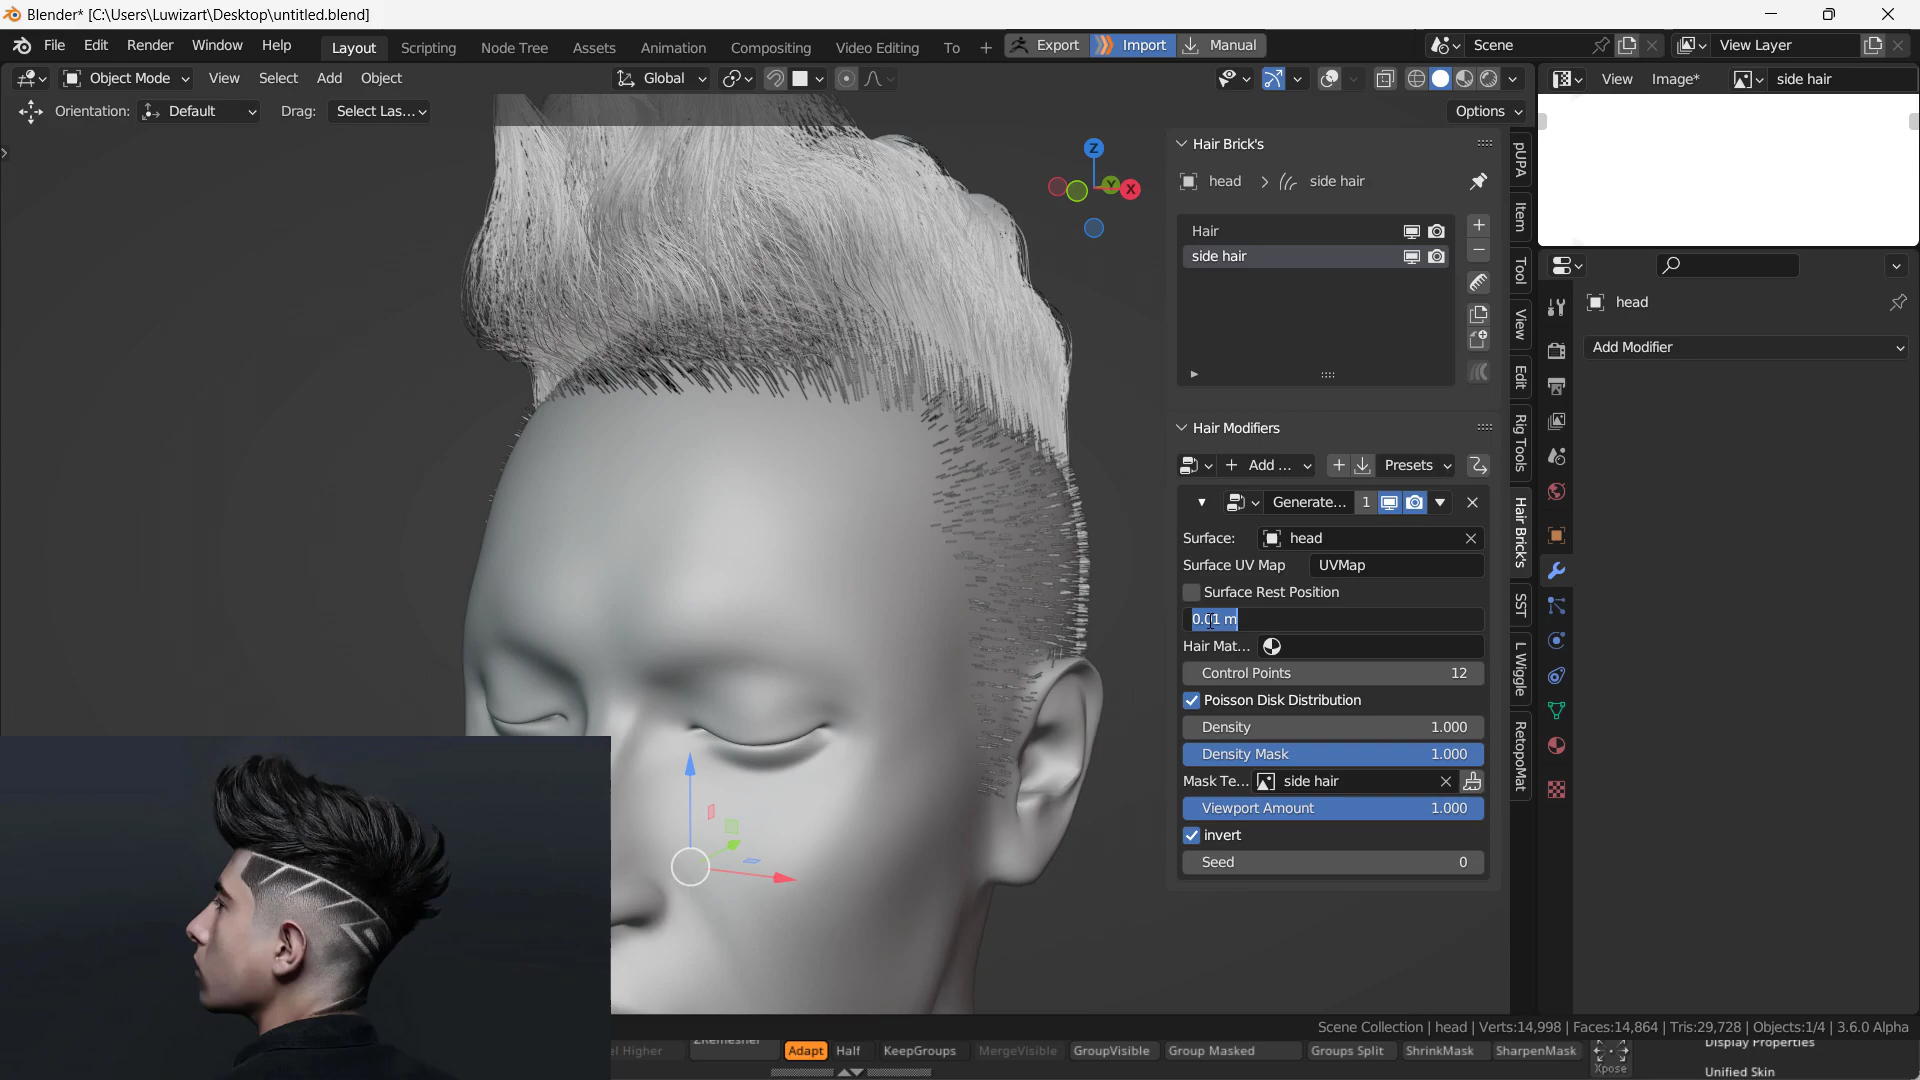 Blender* [C:\Users\Luwizart\Desktop\untitled.blend]
File Edit Render Window Help Layout Scripting Node Tree Assets Animation Compositing Video Editing To + Export Import Manual Scene View Layer
Object Mode View Select Add Object Global View Image* side hair
Orientation: Default Drag: Select Las... Options
Z
Y
X
Hair Brick's
head > side hair
Hair
side hair
Hair Modifiers
+ Add ... Presets
Generate... 1
Surface: head
Surface UV Map UVMap
Surface Rest Position
0.01 m
Hair Mat...
Control Points 12
Poisson Disk Distribution
Density 1.000
Density Mask 1.000
Mask Te... side hair
Viewport Amount 1.000
invert
Seed 0
pUPA
Item
Tool
View
Edit
Rig Tools
Hair Brick's
SST
L Wiggle
RetopoMat
head
Add Modifier
Scene Collection | head | Verts:14,998 | Faces:14,864 | Tris:29,728 | Objects:1/4 | 3.6.0 Alpha
el Higher ZRemesher Adapt Half KeepGroups MergeVisible GroupVisible Group Masked Groups Split ShrinkMask SharpenMask Xpose Display Properties
Unified Skin